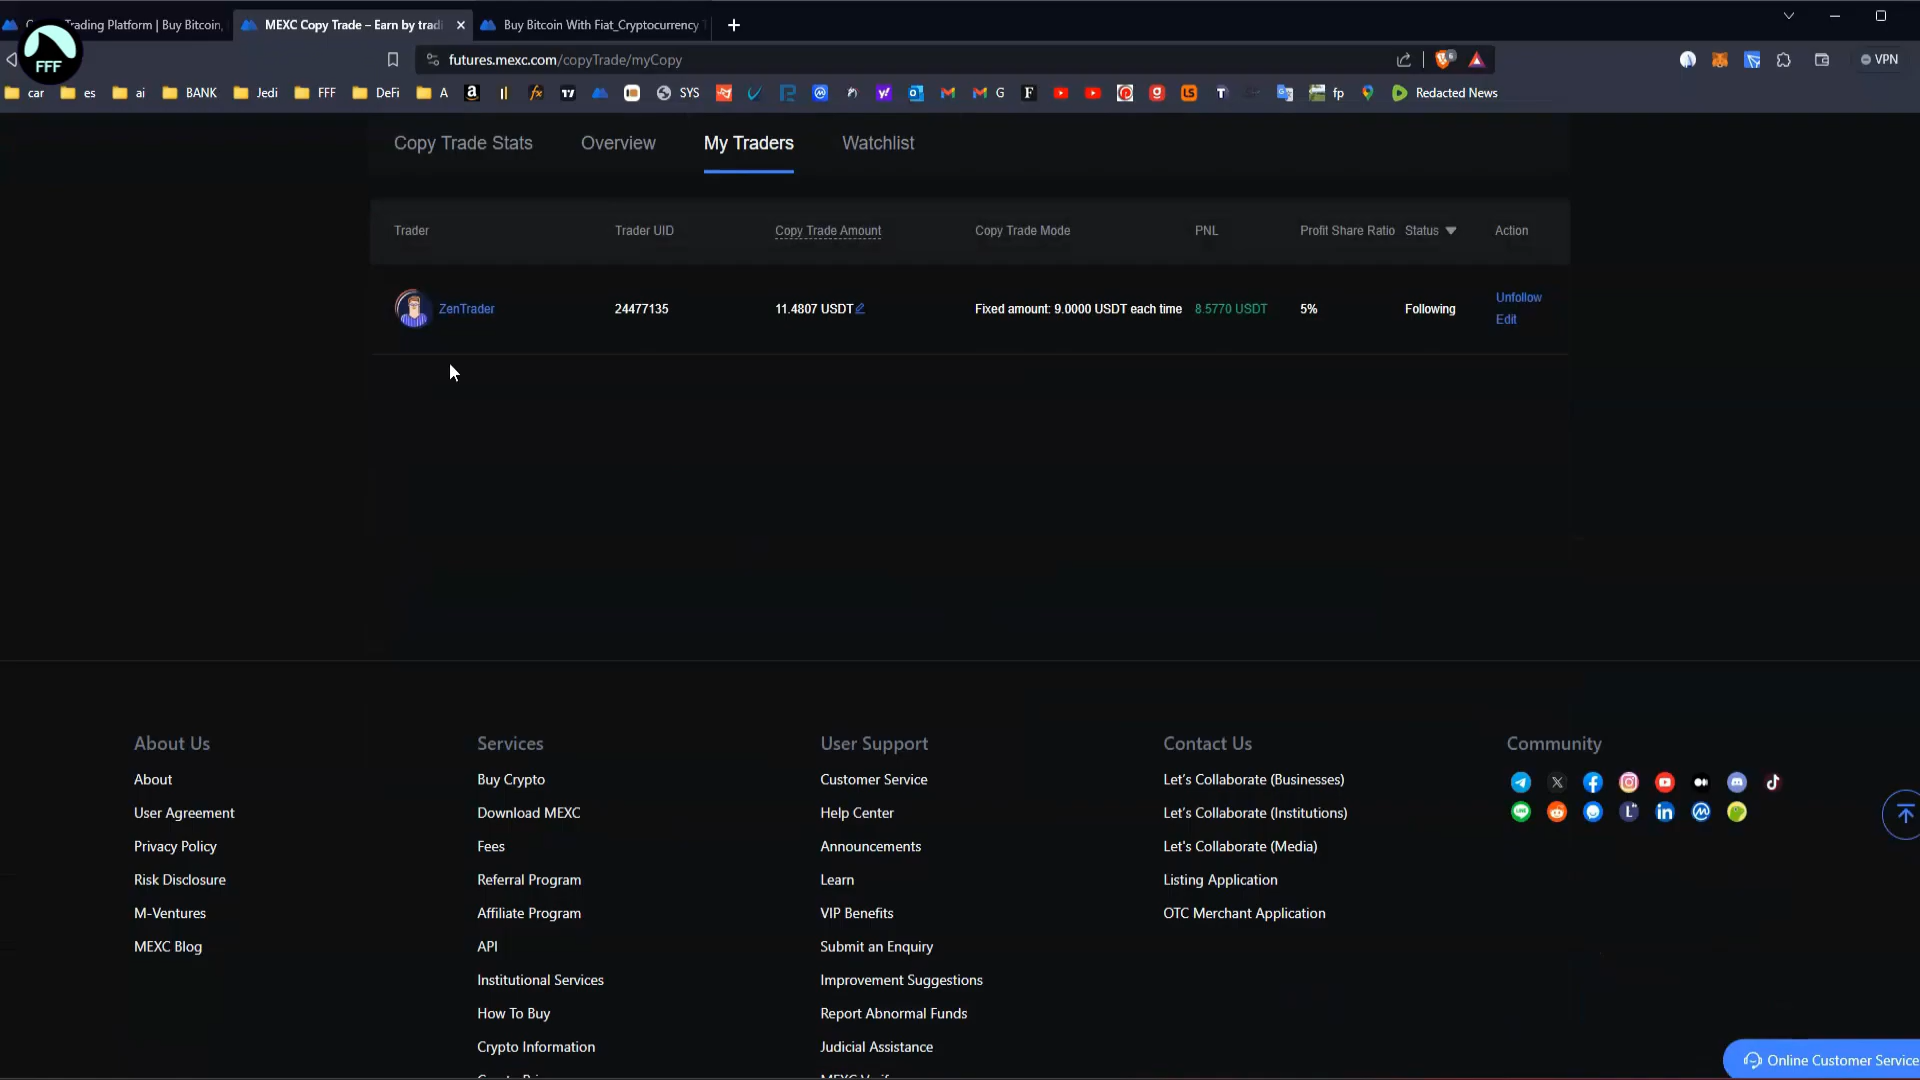 Trading Platform | Buy Bitcoin,
MEXC Copy Trade – Earn by tradi
Buy Bitcoin With Fiat_Cryptocurrency T
FFF
futures.mexc.com/copyTrade/myCopy
VPN
car es ai BANK Jedi FFF DeFi A SYS G fp Redacted News
Copy Trade Stats Overview My Traders Watchlist
Trader Trader UID Copy Trade Amount Copy Trade Mode PNL Profit Share Ratio Status Action
ZenTrader 24477135 11.4807 USDT Fixed amount: 9.0000 USDT each time 8.5770 USDT 5% Following Unfollow
Edit
About Us Services User Support Contact Us Community
About Buy Crypto Customer Service Let's Collaborate (Businesses)
User Agreement Download MEXC Help Center Let's Collaborate (Institutions)
Privacy Policy Fees Announcements Let's Collaborate (Media)
Risk Disclosure Referral Program Learn Listing Application
M-Ventures Affiliate Program VIP Benefits OTC Merchant Application
MEXC Blog API Submit an Enquiry
Institutional Services Improvement Suggestions
How To Buy Report Abnormal Funds
Crypto Information Judicial Assistance
Online Customer Service